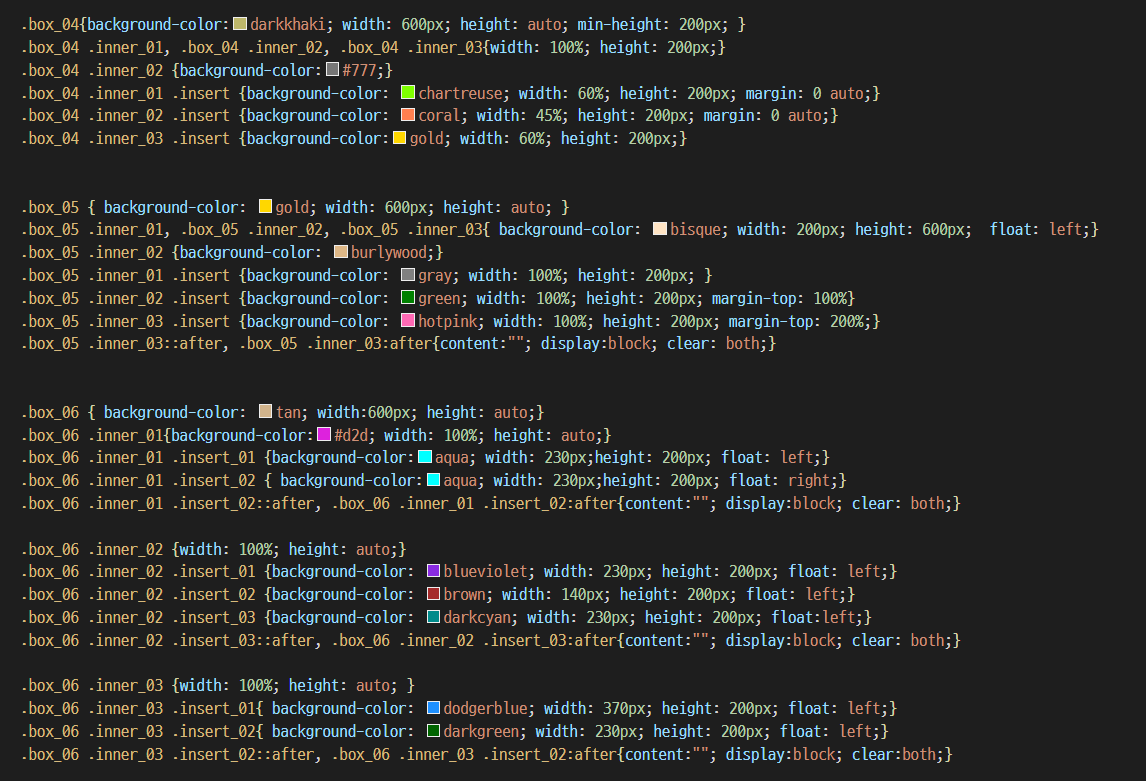 .box_04{background-color:darkkhaki; width: 600px; height: auto; min-height: 200px; }
.box_04 .inner_01, .box_04 .inner_02, .box_04 .inner_03{width: 100%; height: 200px;}
.box_04 .inner_02 {background-color:#777;}
.box_04 .inner_01 .insert {background-color: chartreuse; width: 60%; height: 200px; margin: 0 auto;}
.box_04 .inner_02 .insert {background-color: coral; width: 45%; height: 200px; margin: 0 auto;}
.box_04 .inner_03 .insert {background-color:gold; width: 60%; height: 200px;}
.box_05 { background-color: gold; width: 600px; height: auto; }
.box_05 .inner_01, .box_05 .inner_02, .box_05 .inner_03{ background-color: bisque; width: 200px; height: 600px;  float: left;}
.box_05 .inner_02 {background-color: burlywood;}
.box_05 .inner_01 .insert {background-color: gray; width: 100%; height: 200px; }
.box_05 .inner_02 .insert {background-color: green; width: 100%; height: 200px; margin-top: 100%}
.box_05 .inner_03 .insert {background-color: hotpink; width: 100%; height: 200px; margin-top: 200%;}
.box_05 .inner_03::after, .box_05 .inner_03:after{content:""; display:block; clear: both;}
.box_06 { background-color: tan; width:600px; height: auto;}
.box_06 .inner_01{background-color:#d2d; width: 100%; height: auto;}
.box_06 .inner_01 .insert_01 {background-color:aqua; width: 230px;height: 200px; float: left;}
.box_06 .inner_01 .insert_02 { background-color:aqua; width: 230px;height: 200px; float: right;}
.box_06 .inner_01 .insert_02::after, .box_06 .inner_01 .insert_02:after{content:""; display:block; clear: both;}
.box_06 .inner_02 {width: 100%; height: auto;}
.box_06 .inner_02 .insert_01 {background-color: blueviolet; width: 230px; height: 200px; float: left;}
.box_06 .inner_02 .insert_02 {background-color: brown; width: 140px; height: 200px; float: left;}
.box_06 .inner_02 .insert_03 {background-color: darkcyan; width: 230px; height: 200px; float:left;}
.box_06 .inner_02 .insert_03::after, .box_06 .inner_02 .insert_03:after{content:""; display:block; clear: both;}
.box_06 .inner_03 {width: 100%; height: auto; }
.box_06 .inner_03 .insert_01{ background-color: dodgerblue; width: 370px; height: 200px; float: left;}
.box_06 .inner_03 .insert_02{ background-color: darkgreen; width: 230px; height: 200px; float: left;}
.box_06 .inner_03 .insert_02::after, .box_06 .inner_03 .insert_02:after{content:""; display:block; clear:both;}